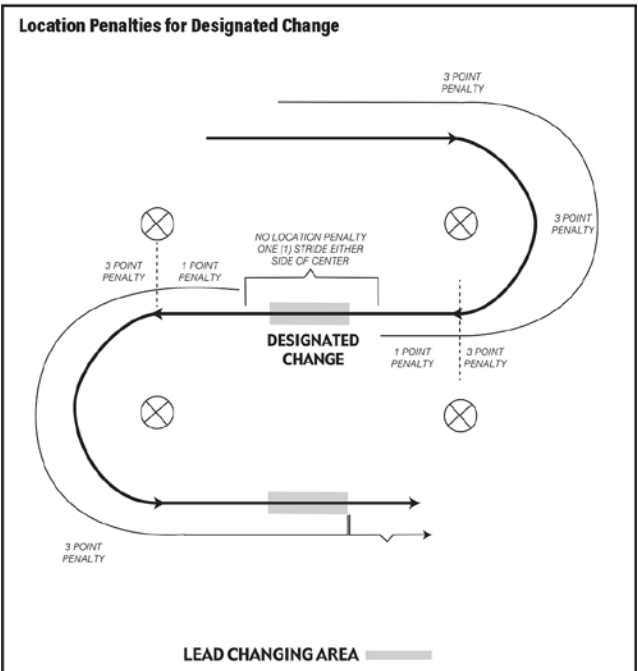 Location Penalties for Designated Change
3 POINT
PENALTY
3 POINT
PENALTY
NO LOCATION PENALTY
ONE (1) STRIDE EITHER
SIDE OF CENTER
3 POINT
PENALTY
1 POINT
PENALTY
DESIGNATED
CHANGE
1 POINT
PENALTY
3 POINT
PENALTY
3 POINT
PENALTY
LEAD CHANGING AREA